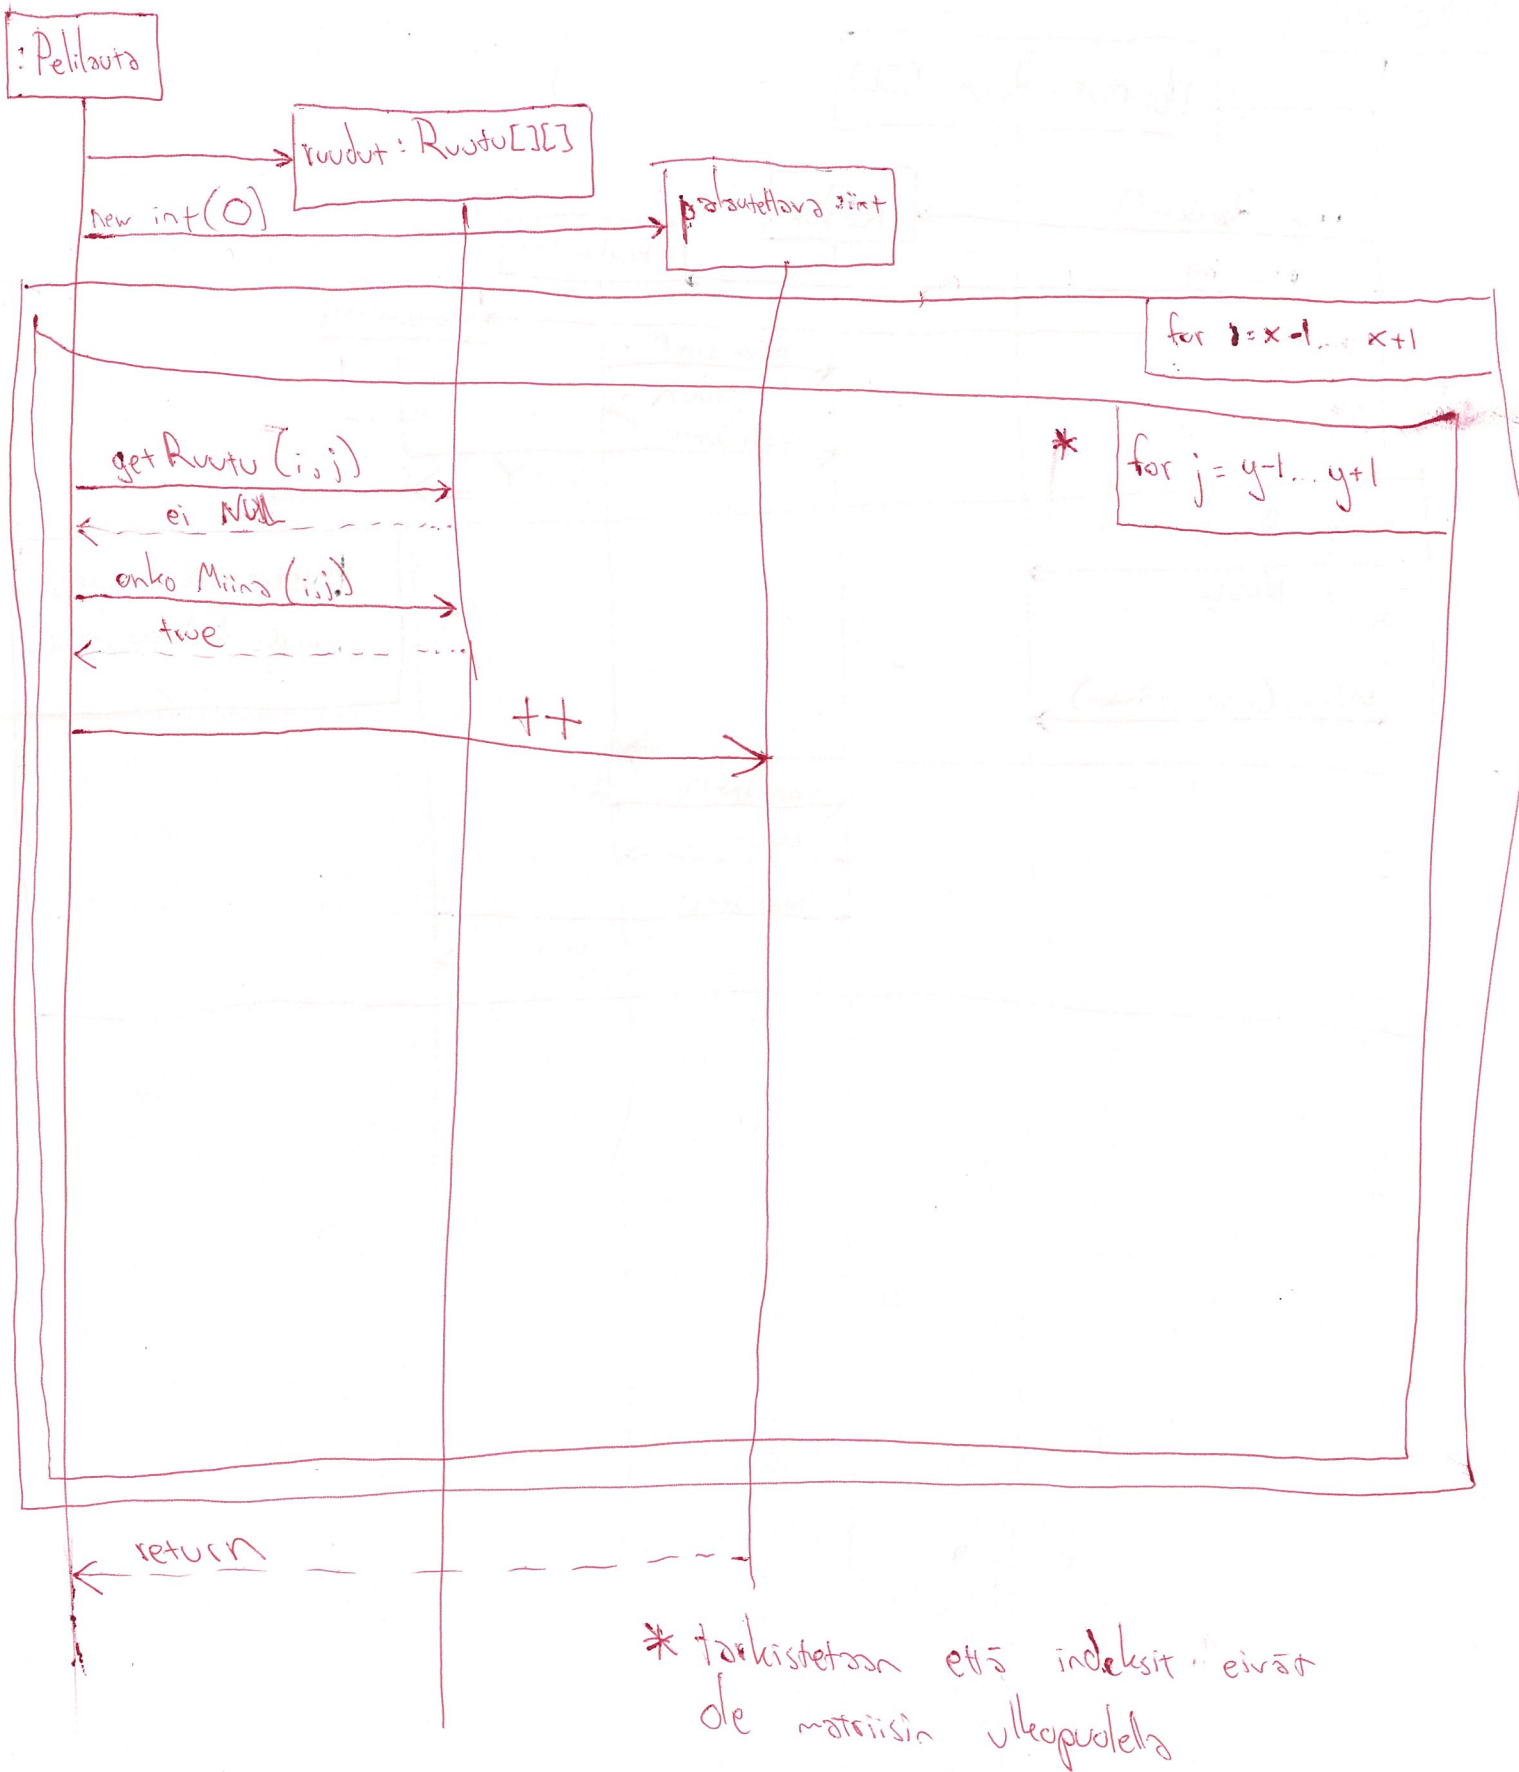 : Pelilauta
ruudut : Ruutu[][]
new int(0)
palautettava : int
for i = x-1... x+1
* for j = y-1... y+1
getRuutu (i, j)
ei NULL
onko Miina (i, j)
true
++
return
* tarkistetaan että indeksit eivät
ole matriisin ulkopuolella